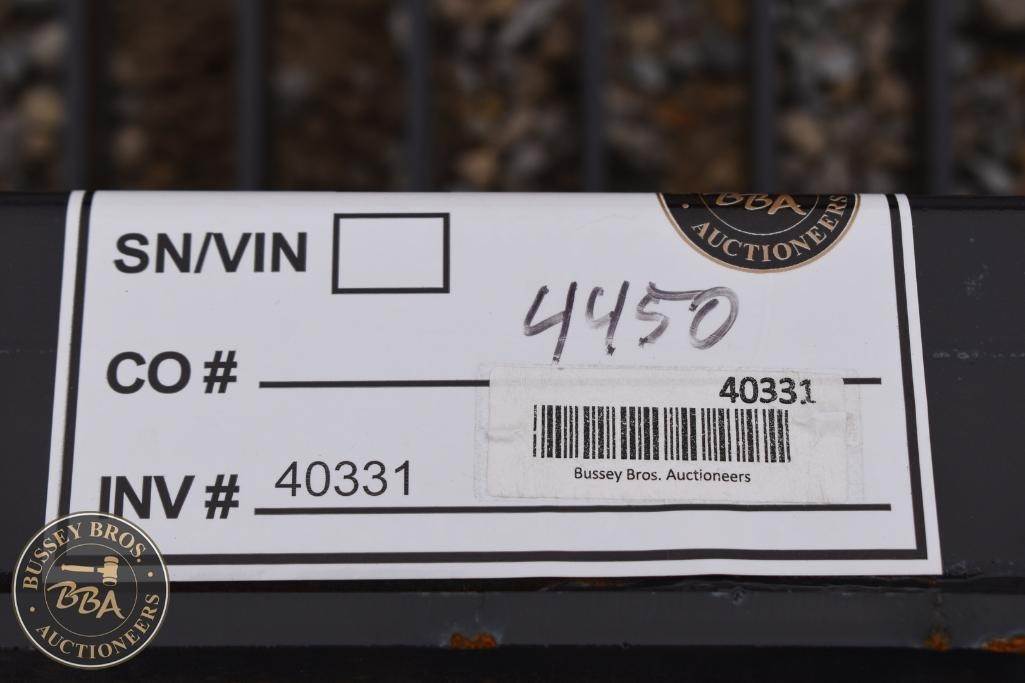 BBA
AUCTIONEERS
SN/VIN
4450
CO #
40331
Bussey Bros. Auctioneers
INV # 40331
BUSSEY BROS.
BBA
AUCTIONEERS